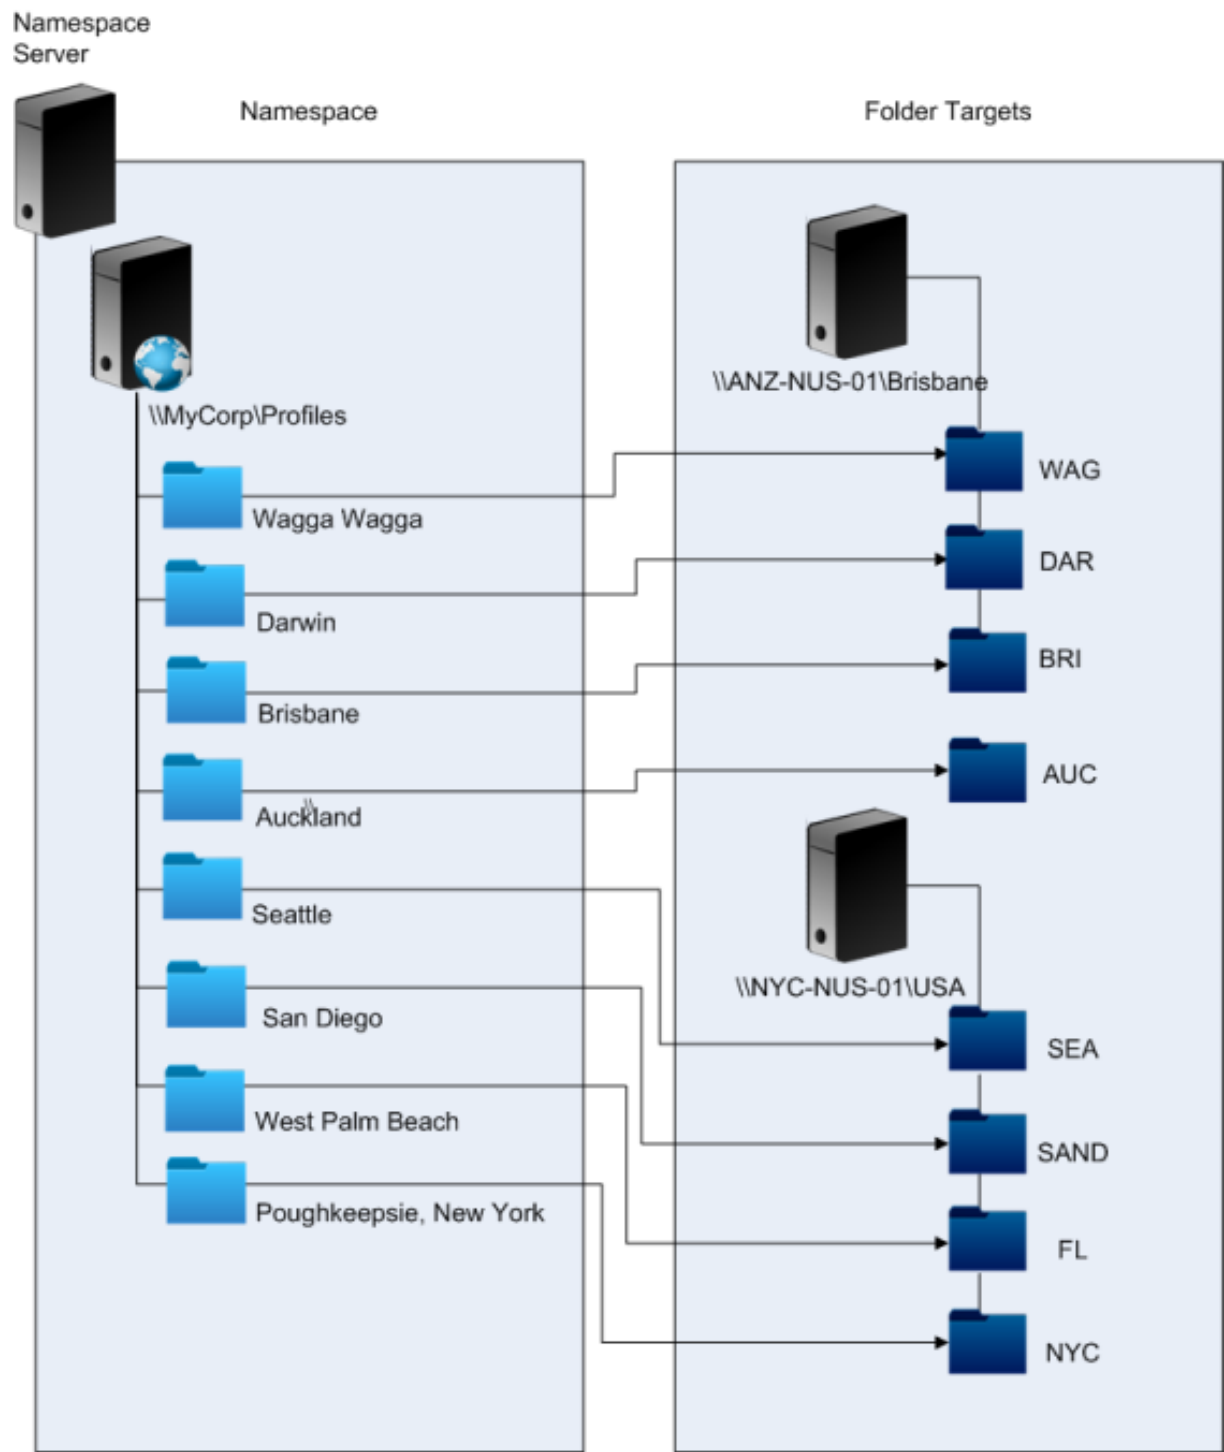 Namespace
Server
Namespace
Folder Targets
\\MyCorp\Profiles
Wagga Wagga
Darwin
Brisbane
Auckland
\\
Seattle
San Diego
West Palm Beach
Poughkeepsie, New York
\\ANZ-NUS-01\Brisbane
WAG
DAR
BRI
AUC
\\NYC-NUS-01\USA
SEA
SAND
FL
NYC